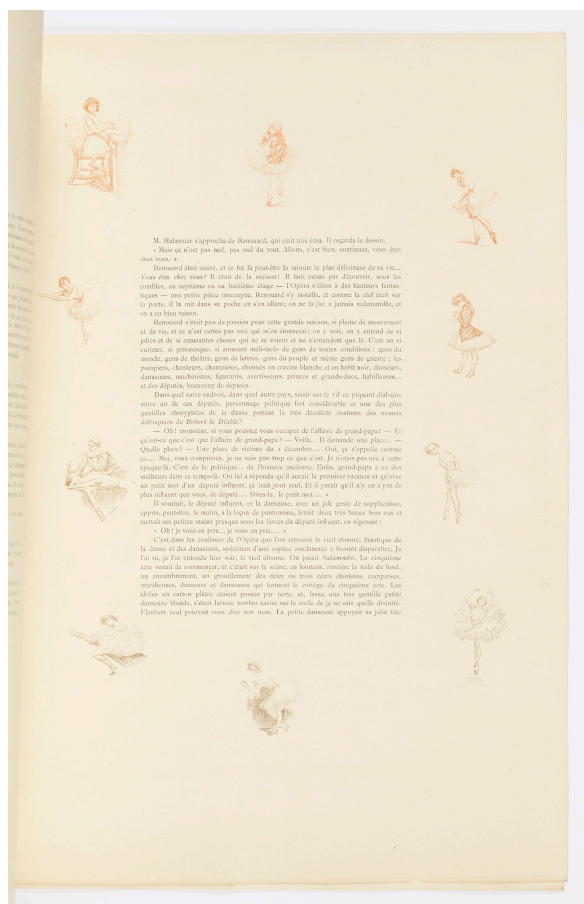 M. Halanzier s'approcha de Renouard, qui était très ému. Il regarda le dessin.
« Mais ça n'est pas mal, pas mal du tout. Allons, c'est bien, continuez, vous êtes
chez vous. »
Renouard était sacré, et ce fut là peut-être la minute la plus délicieuse de sa vie...
Vous êtes chez vous! Il était de la maison! Il finit même par découvrir, sous les
combles, au septième ou au huitième étage — l'Opéra s'élève à des hauteurs fantas-
tiques — une petite pièce inoccupée. Renouard s'y installa, et comme la clef était sur
la porte, il la mit dans sa poche en s'en allant; on ne la lui a jamais redemandée, et
on a eu bien raison.
Renouard s'était pris de passion pour cette grande maison, si pleine de mouvement
et de vie, et ce n'est certes pas moi qui m'en étonnerai; on y voit, on y entend de si
jolies et de si amusantes choses qui ne se voient et ne s'entendent que là. C'est un si
curieux, si pittoresque, si amusant méli-mélo de gens de toutes conditions : gens du
monde, gens de théâtre, gens de lettres, gens du peuple et même gens de guerre; les
pompiers, chanteurs, chanteuses, abonnés en cravate blanche et en habit noir, danseurs,
danseuses, machinistes, figurants, avertisseurs, princes et grands-ducs, habilleuses...
et des députés, beaucoup de députés.
Dans quel autre endroit, dans quel autre pays, saisir sur le vif ce piquant dialogue
entre un de ces députés, personnage politique fort considérable et une des plus
gentilles choryphées de la danse portant le très décolleté costume des nonnes
défroquées de Robert le Diable?
— Oh! monsieur, si vous pouviez vous occuper de l'affaire de grand-papa! — Et
qu'est-ce que c'est que l'affaire de grand-papa? — Voilà... Il demande une place... —
Quelle place? — Une place de victime du 2 décembre.... Oui, ça s'appelle comme
ça.... Moi, vous comprenez, je ne sais pas trop ce que c'est. Je n'étais pas née à cette
époque-là. C'est de la politique... de l'histoire ancienne. Enfin, grand-papa a eu des
malheurs dans ce temps-là. On lui a répondu qu'il aurait la première vacance et qu'avec
un petit mot d'un député influent, ça irait tout seul. Et il paraît qu'il n'y en a pas de
plus influent que vous, de député.... Dites-le, le petit mot.... »
Il souriait, le député influent, et la danseuse, avec un joli geste de supplication,
appris, peut-être, le matin, à la leçon de pantomime, levait deux très beaux bras nus et
mettait ses petites mains presque sous les lèvres du député influent, en répétant :
« Oh! je vous en prie... je vous en prie.... »
C'est dans les coulisses de l'Opéra que l'on retrouve le vieil abonné, fanatique de
la danse et des danseuses, spécimen d'une espèce condamnée à bientôt disparaître. Je
l'ai vu, je l'ai entendu hier soir, le vieil abonné. On jouait Salammbô. Le cinquième
acte venait de commencer, et c'était sur la scène, au lointain, derrière la toile de fond,
un encombrement, un grouillement des deux ou trois cents choristes, comparses,
marcheuses, danseurs et danseuses qui forment le cortège du cinquième acte. Les
idoles en carton plâtre étaient posées par terre, et, lasse, une très gentille petite
danseuse blonde, s'était laissée tomber assise sur le socle de je ne sais quelle divinité.
Flaubert seul pourrait vous dire son nom. La petite danseuse appuyait sa jolie tête